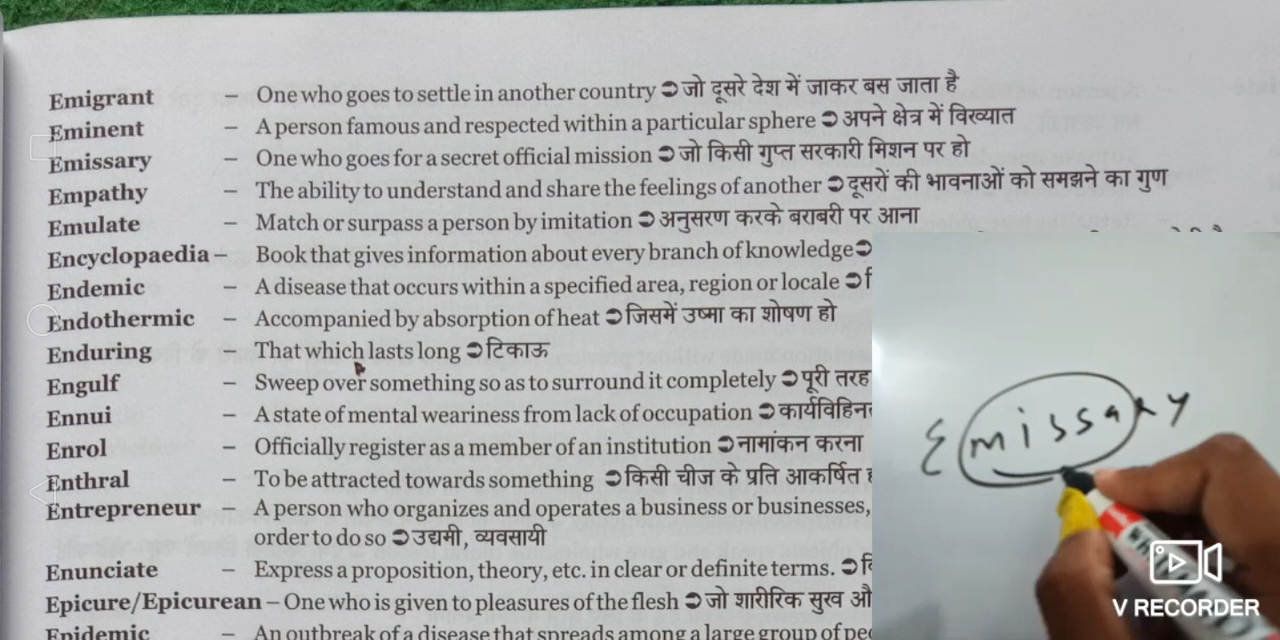 Emigrant – One who goes to settle in another country ➲ जो दूसरे देश में जाकर बस जाता है
Eminent – A person famous and respected within a particular sphere ➲ अपने क्षेत्र में विख्यात
Emissary – One who goes for a secret official mission ➲ जो किसी गुप्त सरकारी मिशन पर हो
Empathy – The ability to understand and share the feelings of another ➲ दूसरों की भावनाओं को समझने का गुण
Emulate – Match or surpass a person by imitation ➲ अनुसरण करके बराबरी पर आना
Encyclopaedia – Book that gives information about every branch of knowledge ➲
Endemic – A disease that occurs within a specified area, region or locale ➲
Endothermic – Accompanied by absorption of heat ➲ जिसमें उष्मा का शोषण हो
Enduring – That which lasts long ➲ टिकाऊ
Engulf – Sweep over something so as to surround it completely ➲ पूरी तरह
Ennui – A state of mental weariness from lack of occupation ➲
Enrol – Officially register as a member of an institution ➲ नामांकन करना
Enthral – To be attracted towards something ➲ किसी चीज के प्रति आकर्षित
Entrepreneur – A person who organizes and operates a business or businesses,
order to do so ➲ उद्यमी, व्यवसायी
Enunciate – Express a proposition, theory, etc. in clear or definite terms. ➲
Epicure/Epicurean – One who is given to pleasures of the flesh ➲ जो शारीरिक सुख
Epidemic – An outbreak of a disease that spreads among a large group of
Emissary
V RECORDER